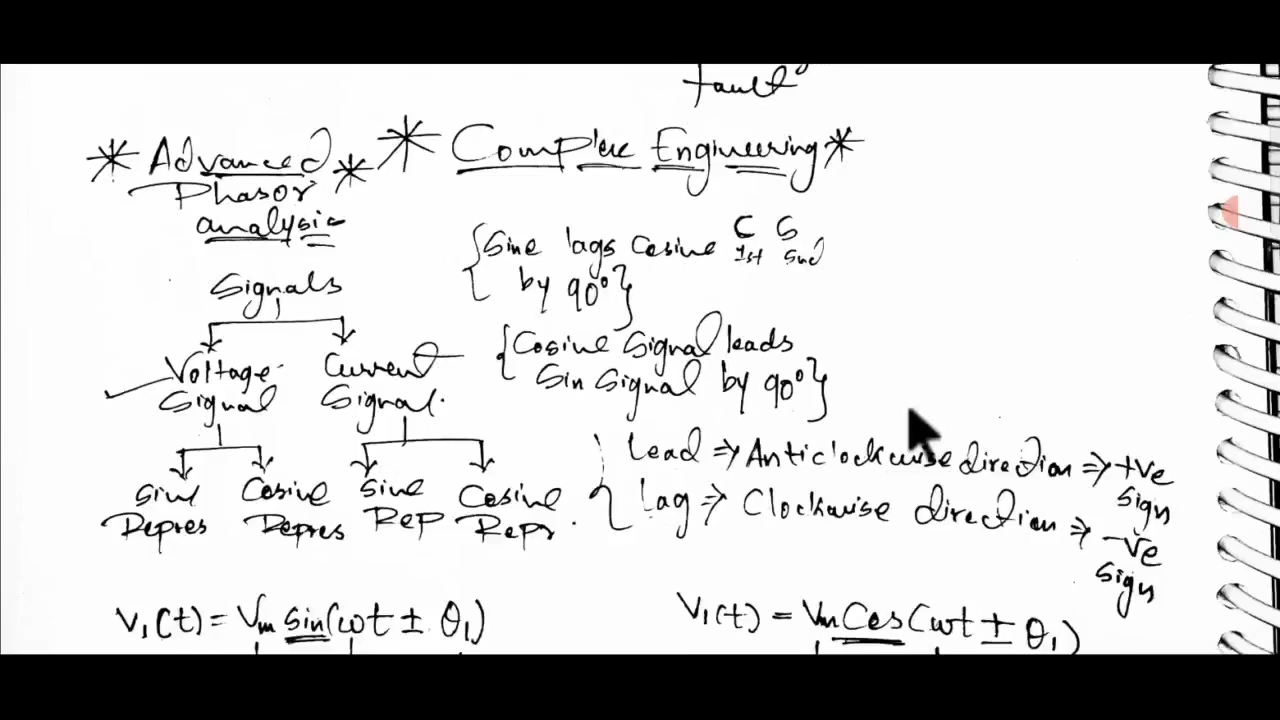 fault
* Advanced * * Complex Engineering *
Phasor
analysis
{Sine lags Cosine C S
1st 2nd
by 90°}
Signals
{Cosine Signal leads
Sin Signal by 90°}
Voltage Current
Signal Signal.
Lead ⇒ Anticlockwise direction ⇒ +ve
Sign
Lag ⇒ Clockwise direction ⇒ -ve
Sign
Sine Cosine Sine Cosine
Repres Repres Rep Repr.
V₁(t) = Vm Sin(ωt ± θ₁)
V₁(t) = Vm Cos(ωt ± θ₁)